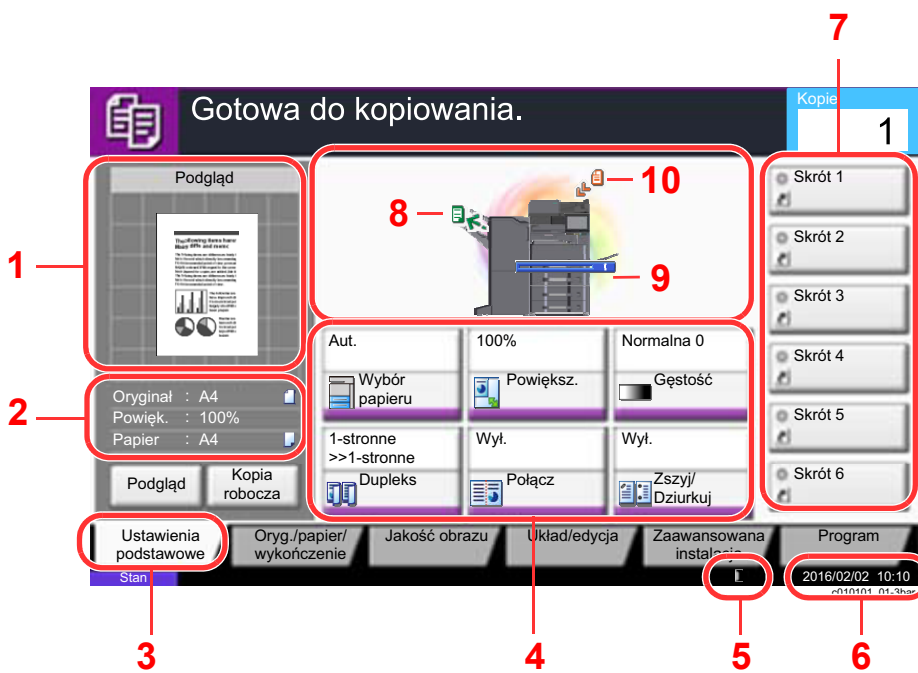 7
Gotowa do kopiowania.
Kopie
1
Podgląd
1
8
10
9
Skrót 1
Skrót 2
Skrót 3
Skrót 4
Skrót 5
Skrót 6
2
Oryginał : A4
Powięk. : 100%
Papier : A4
Podgląd
Kopia
robocza
Aut.
Wybór
papieru
100%
Powiększ.
Normalna 0
Gęstość
1-stronne
>>1-stronne
Dupleks
Wył.
Połącz
Wył.
Zszyj/
Dziurkuj
Ustawienia
podstawowe
Oryg./papier/
wykończenie
Jakość obrazu
Układ/edycja
Zaawansowana
instalacja
Program
Stan
2016/02/02 10:10
3
4
5
6